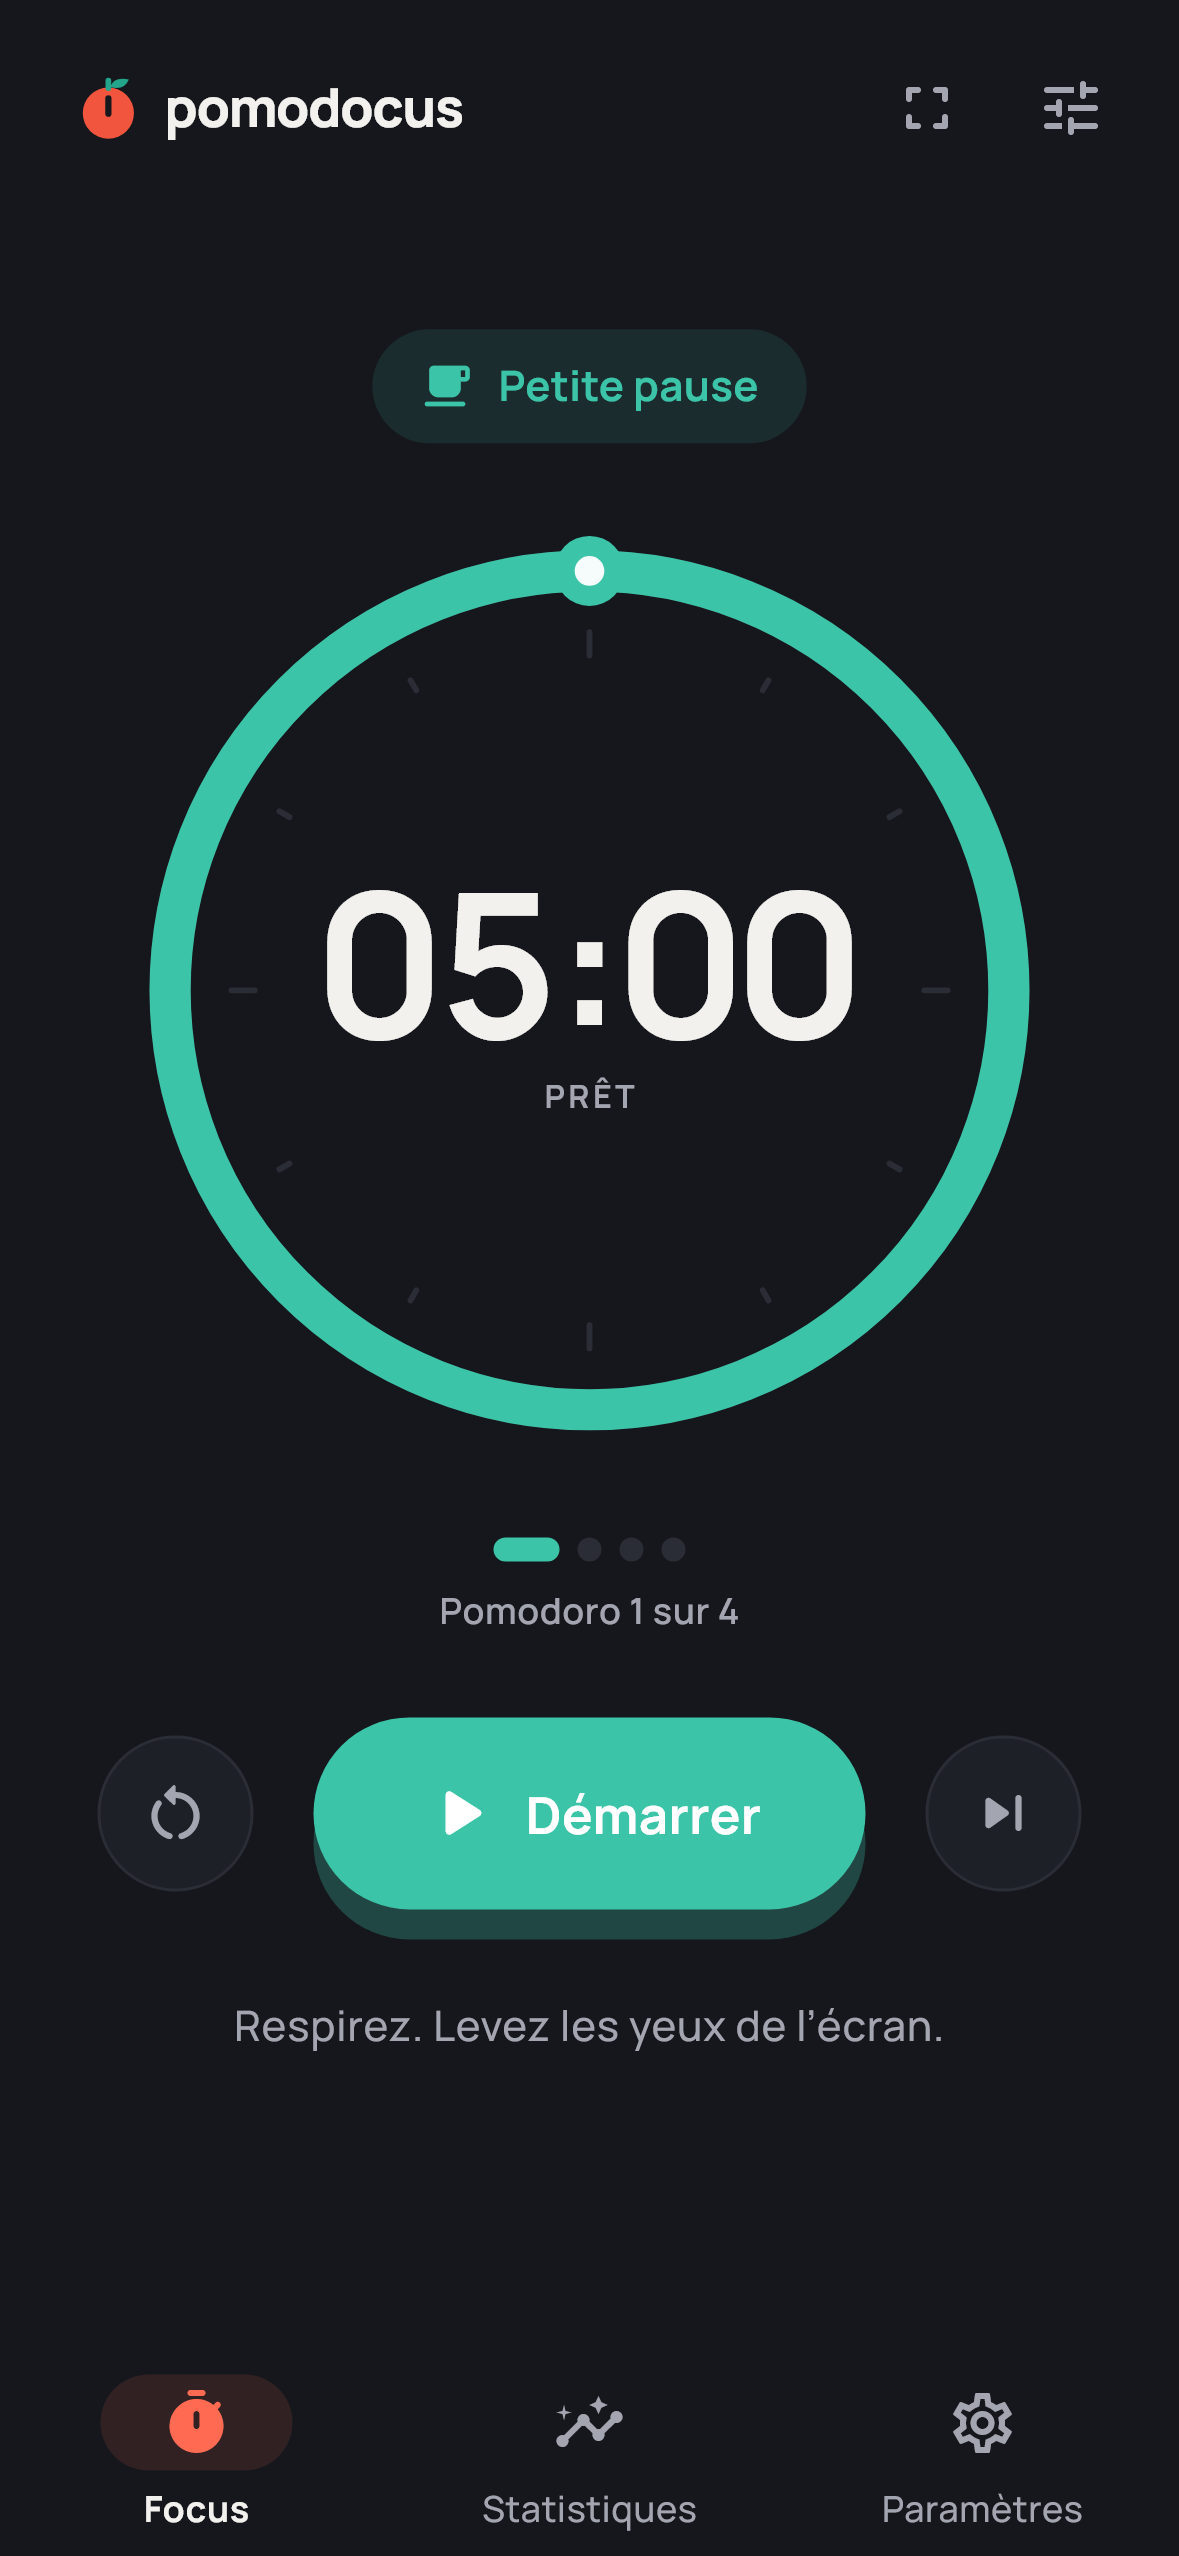 pomodocus
Petite pause
05:00
PRÊT
Pomodoro 1 sur 4
Démarrer
Respirez. Levez les yeux de l’écran.
Focus
Statistiques
Paramètres